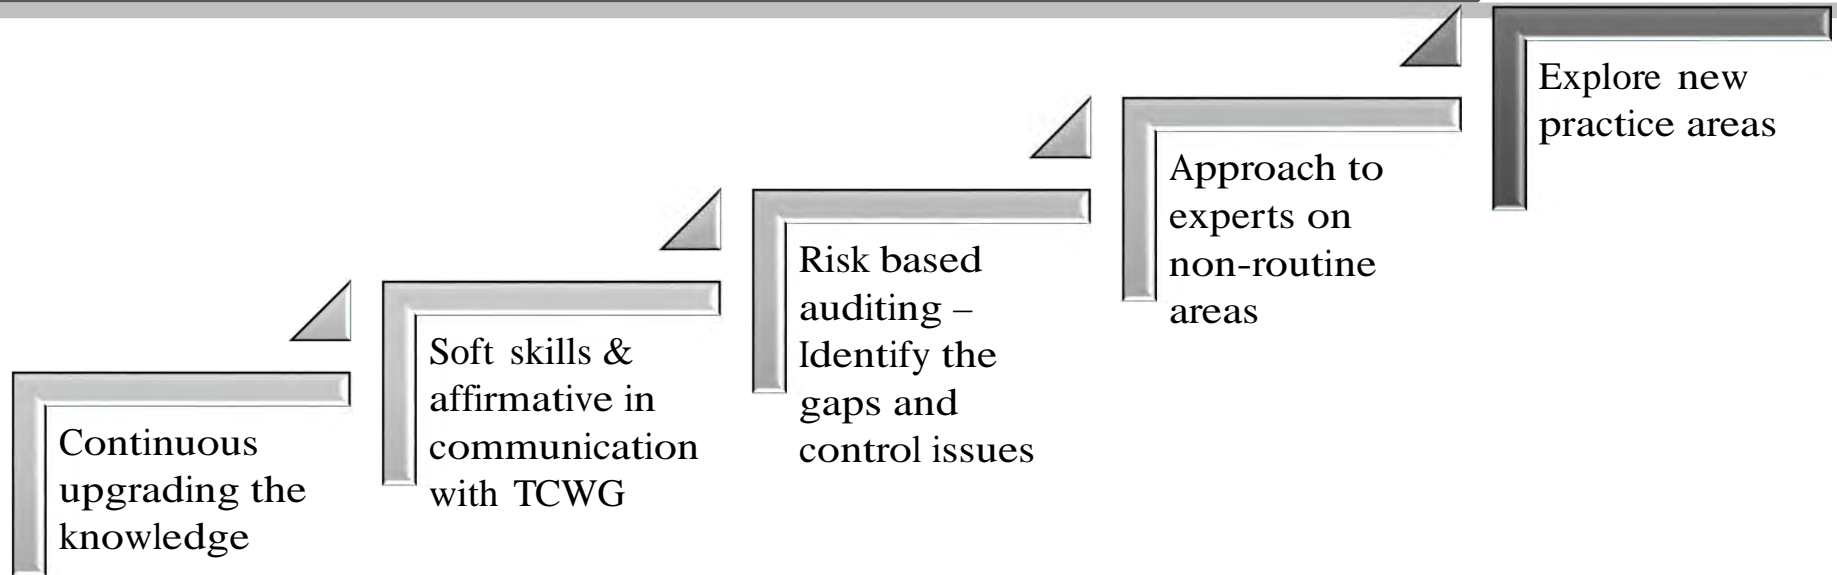 Continuous
upgrading the
knowledge
Soft skills &
affirmative in
communication
with TCWG
Risk based
auditing –
Identify the
gaps and
control issues
Approach to
experts on
non-routine
areas
Explore new
practice areas